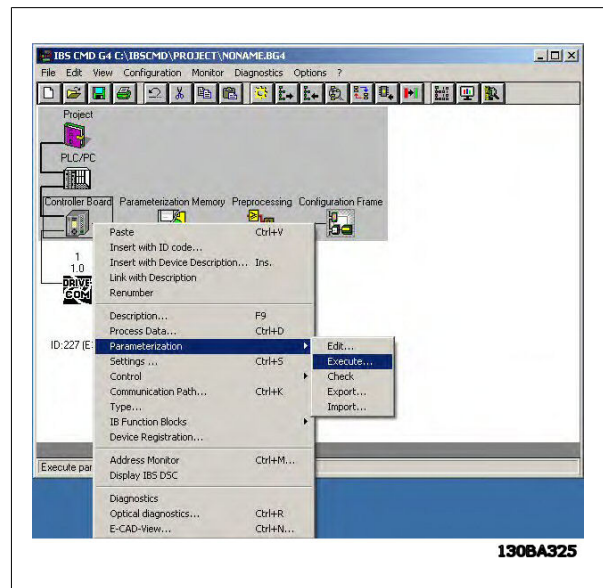 IBS CMD G4 C:\IBSCMD\PROJECT\NONAME.BG4
File Edit View Configuration Monitor Diagnostics Options ?
Project
PLC/PC
Controller Board Parameterization Memory Preprocessing Configuration Frame
Paste Ctrl+V
Insert with ID code...
Insert with Device Description... Ins.
Link with Description
Renumber
1
1.0
DRIVE
COM
ID:227 (E:
Description... F9
Process Data... Ctrl+D
Parameterization
Settings ... Ctrl+S
Control
Communication Path... Ctrl+K
Type...
IB Function Blocks
Device Registration...
Address Monitor Ctrl+M...
Display IBS DSC
Diagnostics
Optical diagnostics... Ctrl+R
E-CAD-View... Ctrl+N...
Edit...
Execute...
Check
Export...
Import...
Execute par
130BA325